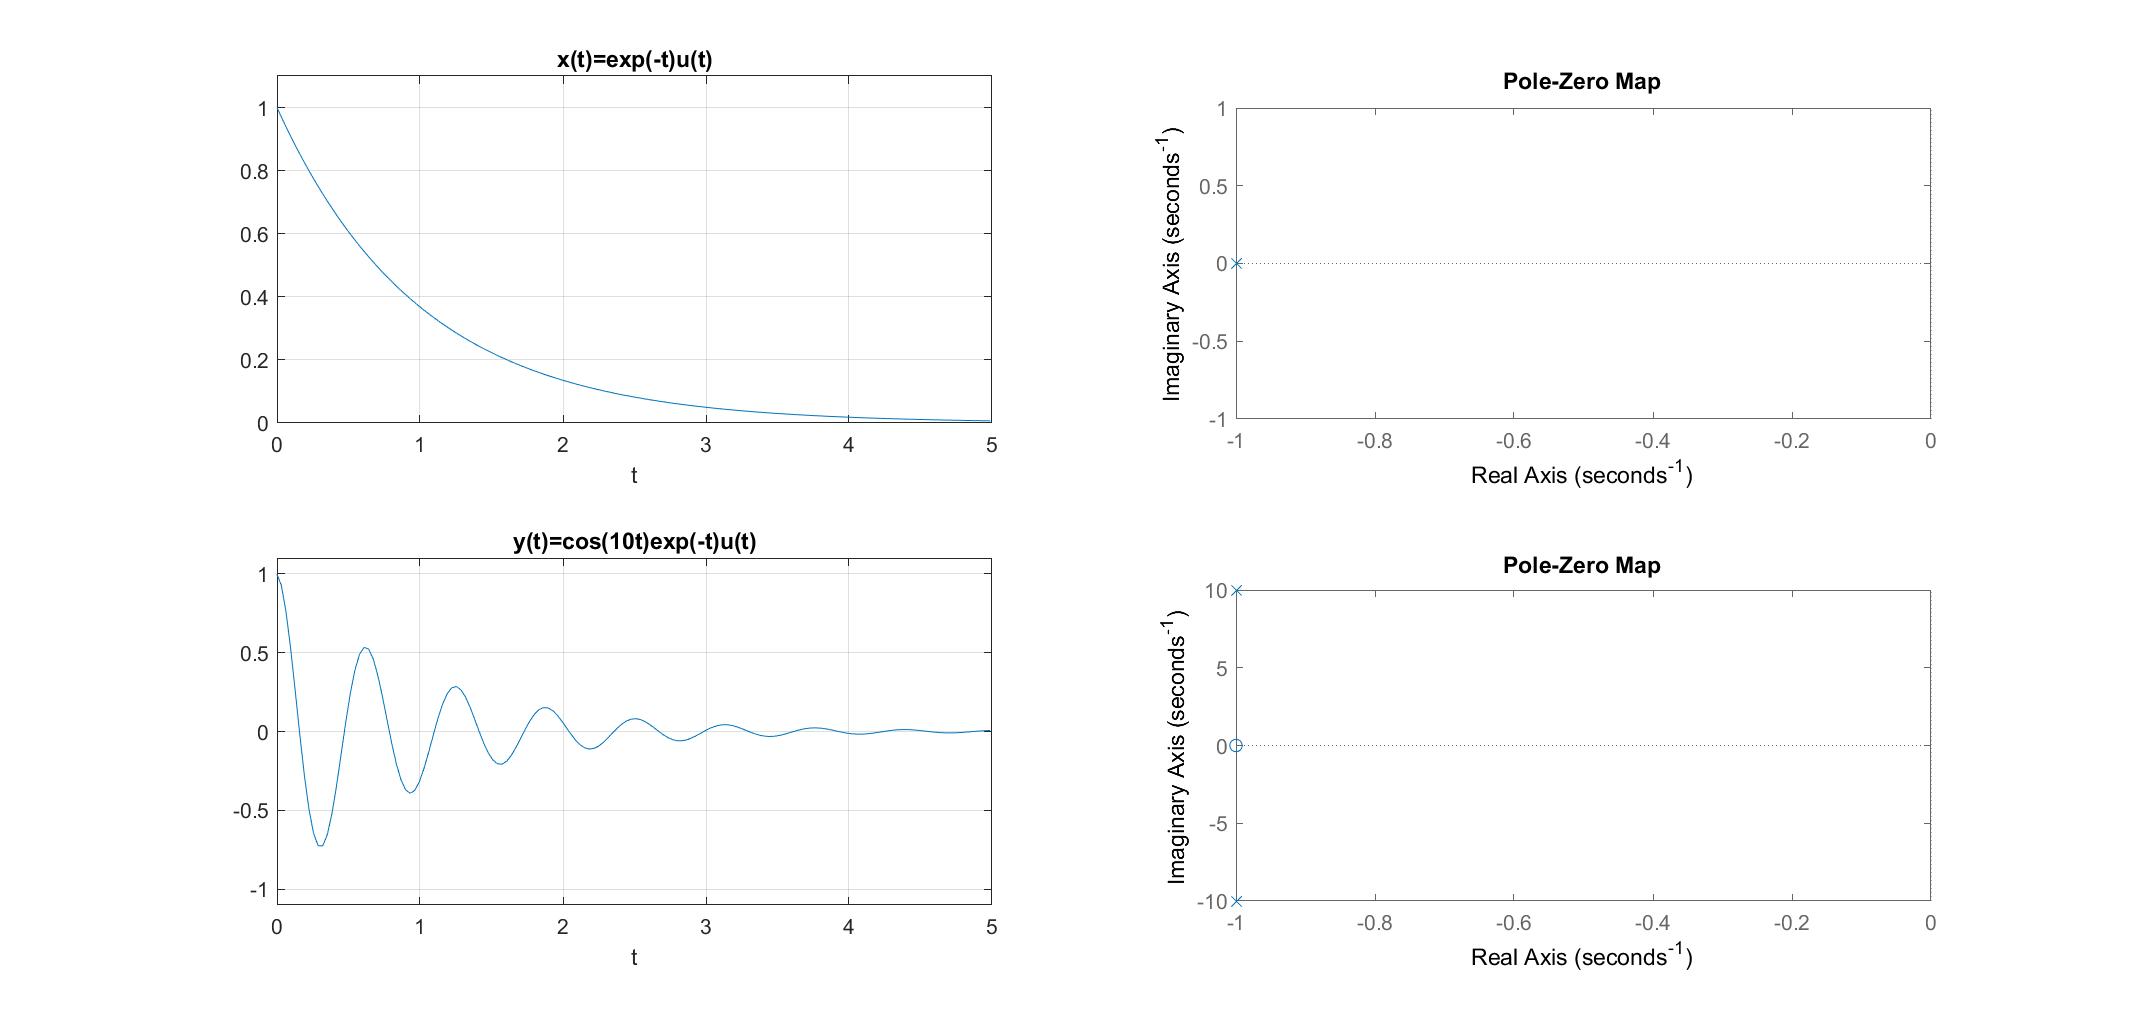 x(t)=exp(-t)u(t)
1
0.8
0.6
0.4
0.2
0
0 1 2 3 4 5
t
Pole-Zero Map
Imaginary Axis (seconds-1)
1
0.5
0
-0.5
-1
-1 -0.8 -0.6 -0.4 -0.2 0
Real Axis (seconds-1)
y(t)=cos(10t)exp(-t)u(t)
1
0.5
0
-0.5
-1
0 1 2 3 4 5
t
Pole-Zero Map
Imaginary Axis (seconds-1)
10
5
0
-5
-10
-1 -0.8 -0.6 -0.4 -0.2 0
Real Axis (seconds-1)